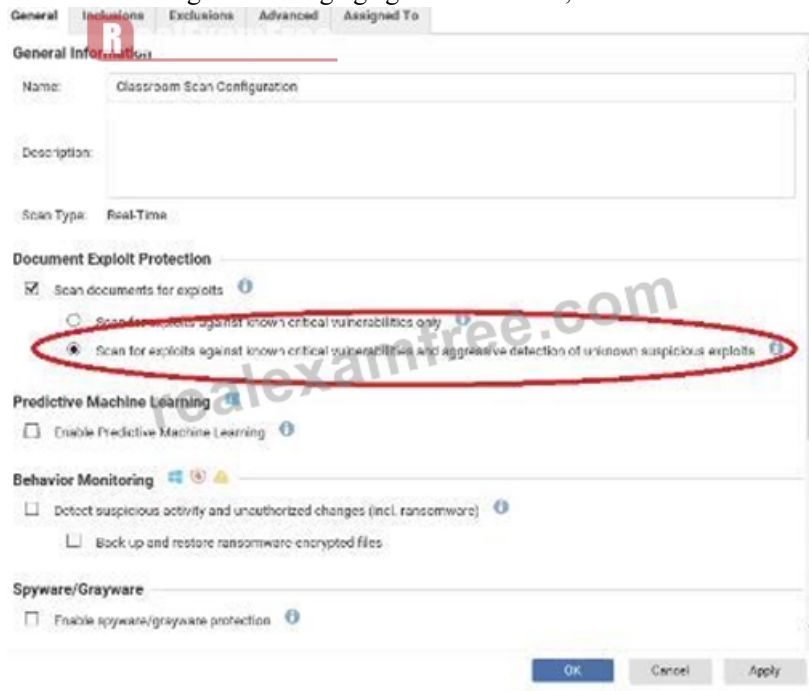 General Inclusions Exclusions Advanced Assigned To
R
General Information
Name: Classroom Scan Configuration
Description:
Scan Type: Real-Time
Document Exploit Protection
Scan documents for exploits
Scan for exploits against known critical vulnerabilities only
Scan for exploits against known critical vulnerabilities and aggressive detection of unknown suspicious exploits
realexamfree.com
Predictive Machine Learning
Enable Predictive Machine Learning
Behavior Monitoring
Detect suspicious activity and unauthorized changes (incl. ransomware)
Back up and restore ransomware-encrypted files
Spyware/Grayware
Enable spyware/grayware protection
OK Cancel Apply